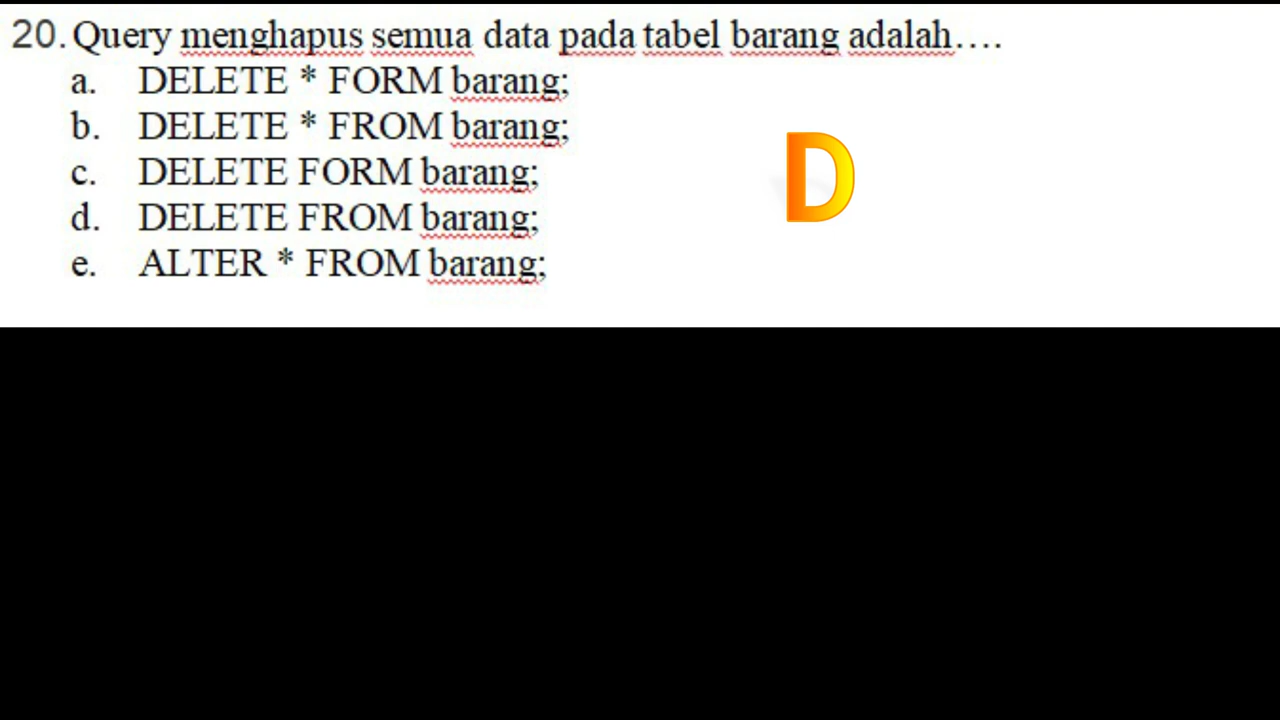 20. Query menghapus semua data pada tabel barang adalah….
a. DELETE * FORM barang;
b. DELETE * FROM barang;
c. DELETE FORM barang;
d. DELETE FROM barang;
e. ALTER * FROM barang;
D